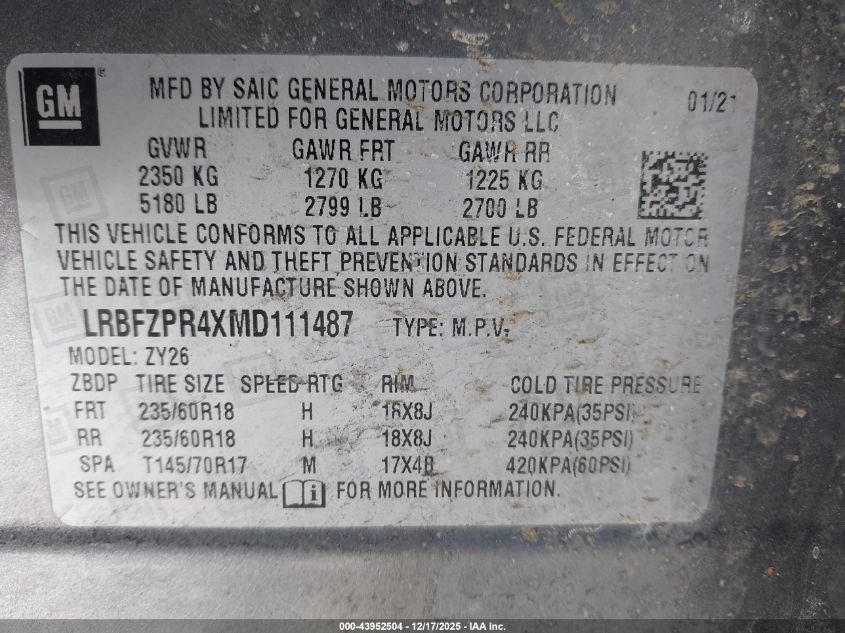 GM
MFD BY SAIC GENERAL MOTORS CORPORATION 01/21
LIMITED FOR GENERAL MOTORS LLC
GVWR GAWR FRT GAWR RR
2350 KG 1270 KG 1225 KG
5180 LB 2799 LB 2700 LB
THIS VEHICLE CONFORMS TO ALL APPLICABLE U.S. FEDERAL MOTOR
VEHICLE SAFETY AND THEFT PREVENTION STANDARDS IN EFFECT ON
THE DATE OF MANUFACTURE SHOWN ABOVE.
LRBFZPR4XMD111487 TYPE: M.P.V.
MODEL: ZY26
ZBDP TIRE SIZE SPEED RTG RIM COLD TIRE PRESSURE
FRT 235/60R18 H 18X8J 240KPA(35PSI)
RR 235/60R18 H 18X8J 240KPA(35PSI)
SPA T145/70R17 M 17X4B 420KPA(60PSI)
SEE OWNER'S MANUAL FOR MORE INFORMATION.
000-43952504 - 12/17/2025 - IAA Inc.